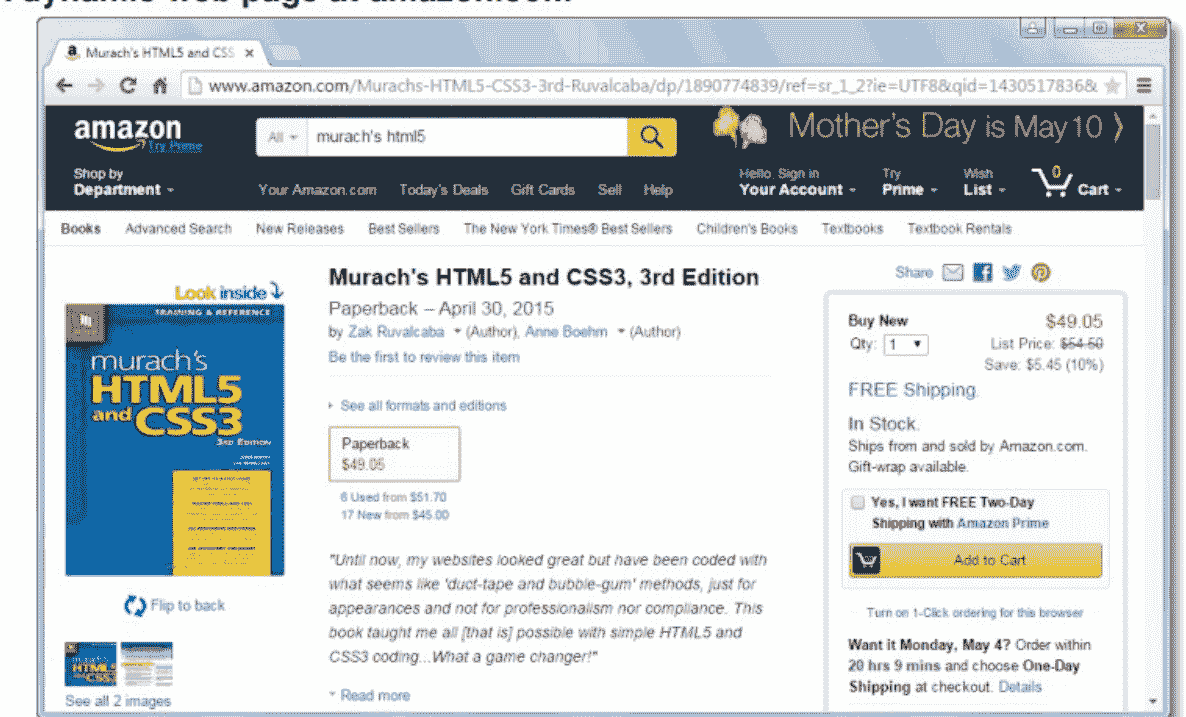 dynamic web page at amazon.com
Murach's HTML5 and CSS
www.amazon.com/Murachs-HTML5-CSS3-3rd-Ruvalcaba/dp/1890774839/ref=sr_1_2?ie=UTF8&qid=1430517836&
amazon
Try Prime
All
murach's html5
Mother's Day is May 10
Shop by
Department
Your Amazon.com Today's Deals Gift Cards Sell Help
Hello. Sign in
Your Account
Try
Prime
Wish
List
0
Cart
Books Advanced Search New Releases Best Sellers The New York Times® Best Sellers Children's Books Textbooks Textbook Rentals
Look inside
TRAINING & REFERENCE
murach's
HTML5
and CSS3
3RD EDITION
Flip to back
murach's
HTML5
and CSS3
See all 2 images
Murach's HTML5 and CSS3, 3rd Edition
Paperback – April 30, 2015
by Zak Ruvalcaba (Author), Anne Boehm (Author)
Be the first to review this item
See all formats and editions
Paperback
$49.05
6 Used from $51.70
17 New from $45.00
"Until now, my websites looked great but have been coded with
what seems like 'duct-tape and bubble-gum' methods, just for
appearances and not for professionalism nor compliance. This
book taught me all [that is] possible with simple HTML5 and
CSS3 coding...What a game changer!"
Read more
Share
Buy New $49.05
Qty: 1 List Price: $54.50
Save: $5.45 (10%)
FREE Shipping.
In Stock.
Ships from and sold by Amazon.com.
Gift-wrap available.
Yes, I want FREE Two-Day
Shipping with Amazon Prime
Add to Cart
Turn on 1-Click ordering for this browser
Want it Monday, May 4? Order within
20 hrs 9 mins and choose One-Day
Shipping at checkout. Details